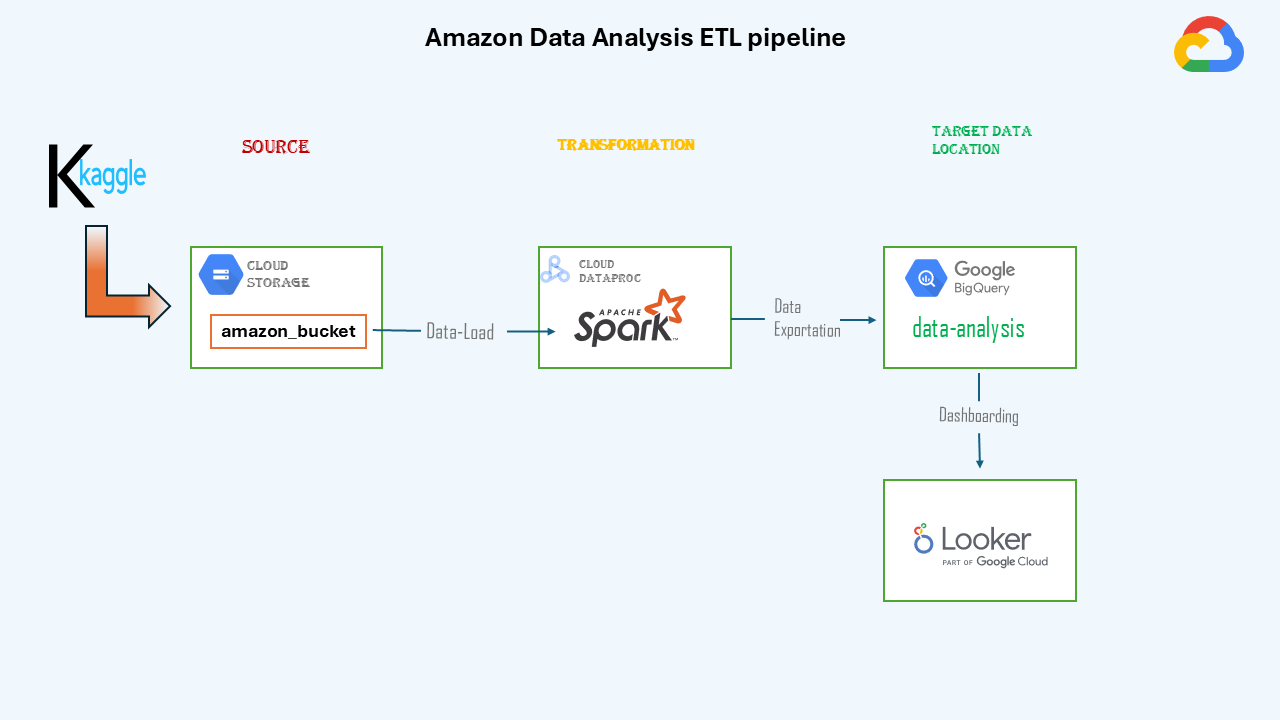 Amazon Data Analysis ETL pipeline
SOURCE
TRANSFORMATION
TARGET DATA
LOCATION
K
kaggle
CLOUD
STORAGE
amazon_bucket
Data-Load
CLOUD
DATAPROC
APACHE
Spark
TM
Data
Exportation
Google
BigQuery
data-analysis
Dashboarding
Looker
PART OF Google Cloud